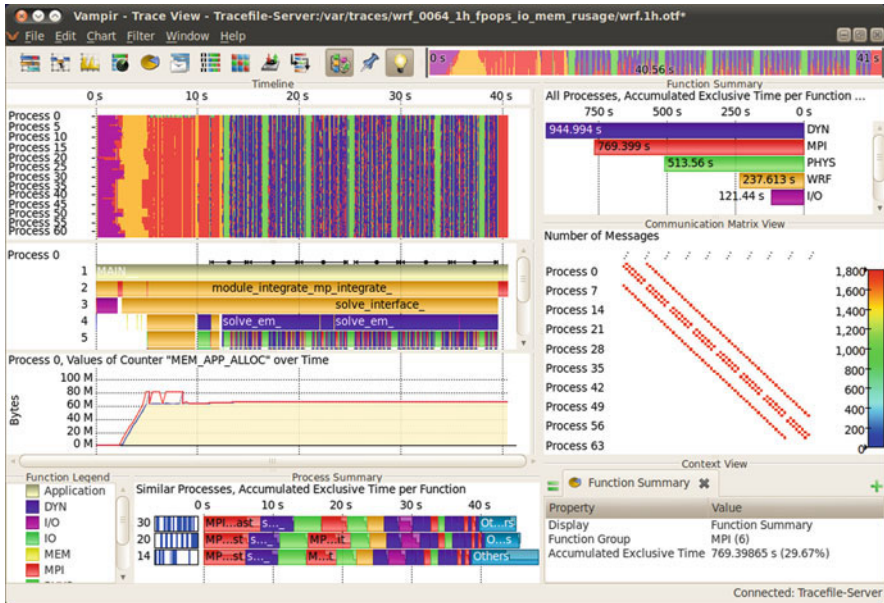 Vampir - Trace View - Tracefile-Server:/var/traces/wrf_0064_1h_fpops_io_mem_rusage/wrf.1h.otf*
File Edit Chart Filter Window Help
0 s 40.56 s 41 s
Timeline
0 s 10 s 20 s 30 s 40 s
Process 0
Process 5
Process 10
Process 15
Process 20
Process 25
Process 30
Process 35
Process 40
Process 45
Process 50
Process 55
Process 60
Process 0
1 MAIN
2 module_integrate_mp_integrate_
3 solve_interface_
4 solve_em_ solve_em_
5
Process 0, Values of Counter "MEM_APP_ALLOC" over Time
Bytes
100 M
80 M
60 M
40 M
20 M
0 M
Function Summary
All Processes, Accumulated Exclusive Time per Function ...
750 s 500 s 250 s 0 s
944.994 s DYN
769.399 s MPI
513.56 s PHYS
237.613 s WRF
121.44 s I/O
Communication Matrix View
Number of Messages
Process 0
Process 7
Process 14
Process 21
Process 28
Process 35
Process 42
Process 49
Process 56
Process 63
1,800
1,600
1,400
1,200
1,000
800
600
400
200
0
Function Legend
Application
DYN
I/O
IO
MEM
MPI
Process Summary
Similar Processes, Accumulated Exclusive Time per Function
0 s 10 s 20 s 30 s 40 s
30 MPI...ast s..._ Ot...rs
20 MP...st s..._ MP...it O...s
14 MP...st s..._ M...t Others
Context View
Function Summary
Property Value
Display Function Summary
Function Group MPI (6)
Accumulated Exclusive Time 769.39865 s (29.67%)
Connected: Tracefile-Server